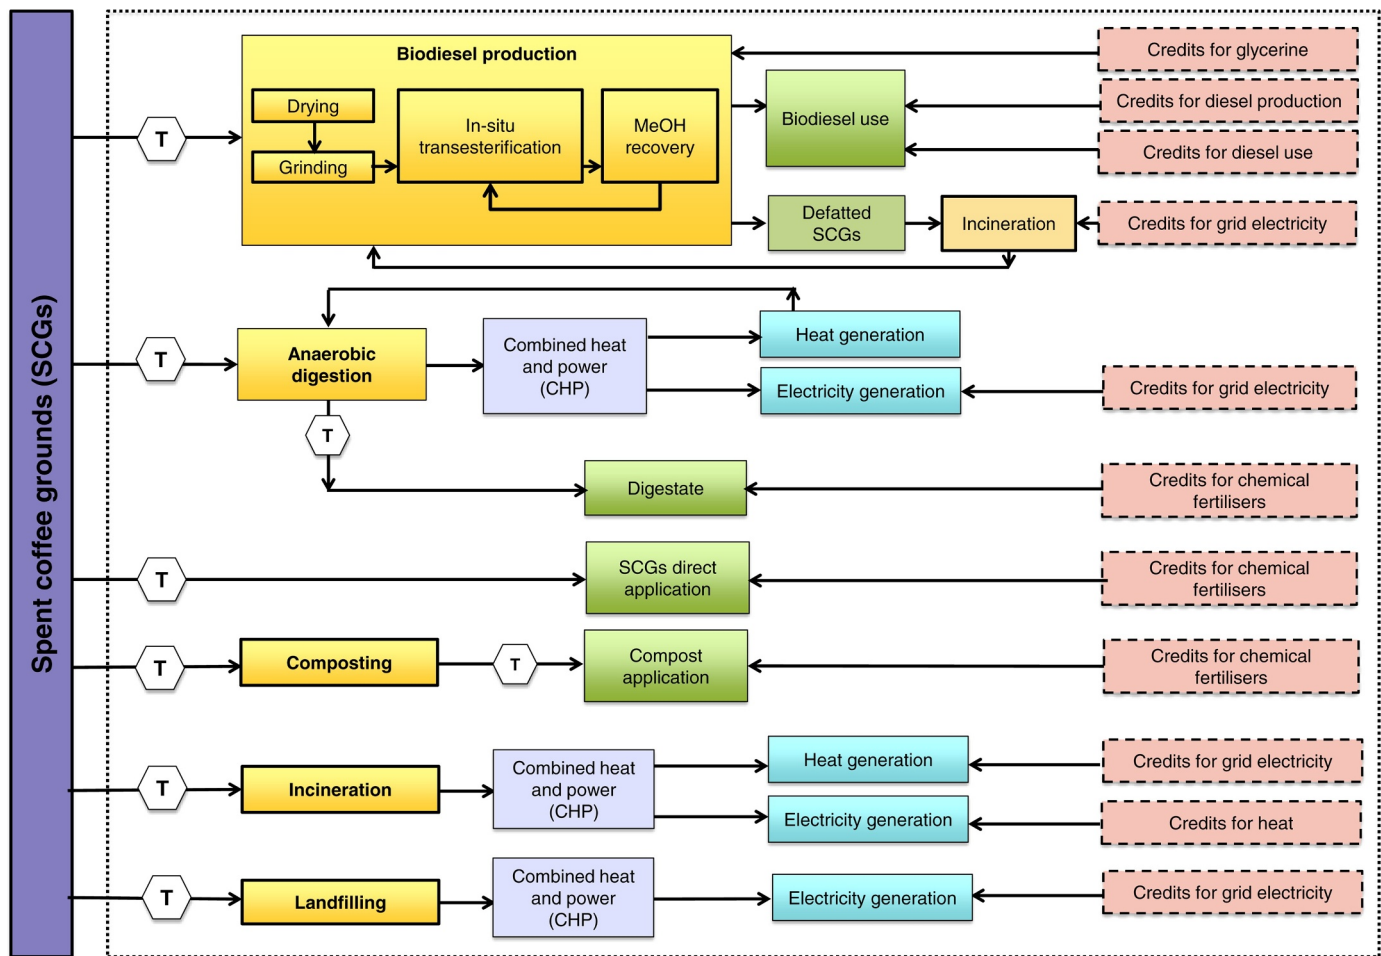 Spent coffee grounds (SCGs)
T
Biodiesel production
Drying
Grinding
In-situ
transesterification
MeOH
recovery
Biodiesel use
Credits for glycerine
Credits for diesel production
Credits for diesel use
Defatted
SCGs
Incineration
Credits for grid electricity
T
Anaerobic
digestion
Combined heat
and power
(CHP)
Heat generation
Electricity generation
Credits for grid electricity
T
Digestate
Credits for chemical
fertilisers
T
SCGs direct
application
Credits for chemical
fertilisers
T
Composting
T
Compost
application
Credits for chemical
fertilisers
T
Incineration
Combined heat
and power
(CHP)
Heat generation
Credits for grid electricity
Electricity generation
Credits for heat
T
Landfilling
Combined heat
and power
(CHP)
Electricity generation
Credits for grid electricity